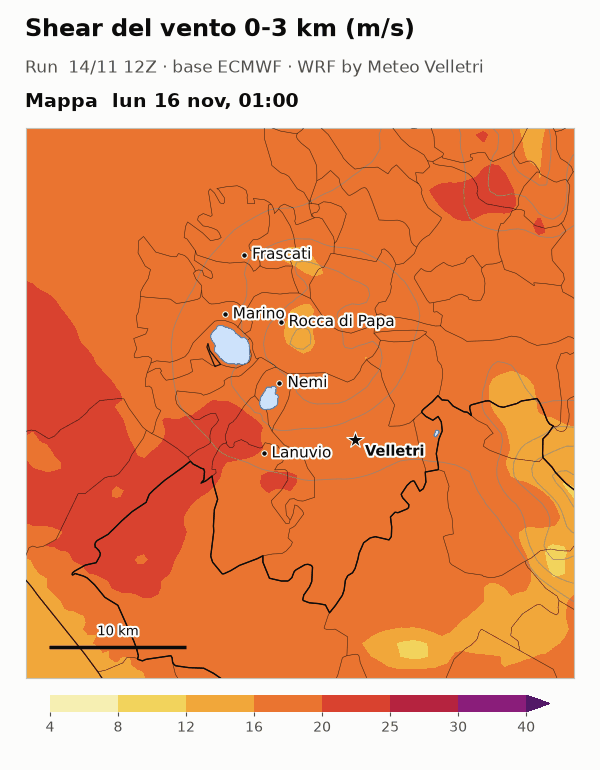 Shear del vento 0-3 km (m/s)
Run  14/11 12Z · base ECMWF · WRF by Meteo Velletri
Mappa  lun 16 nov, 01:00
Frascati
Marino
Rocca di Papa
Nemi
Velletri
Lanuvio
10 km
4 8 12 16 20 25 30 40